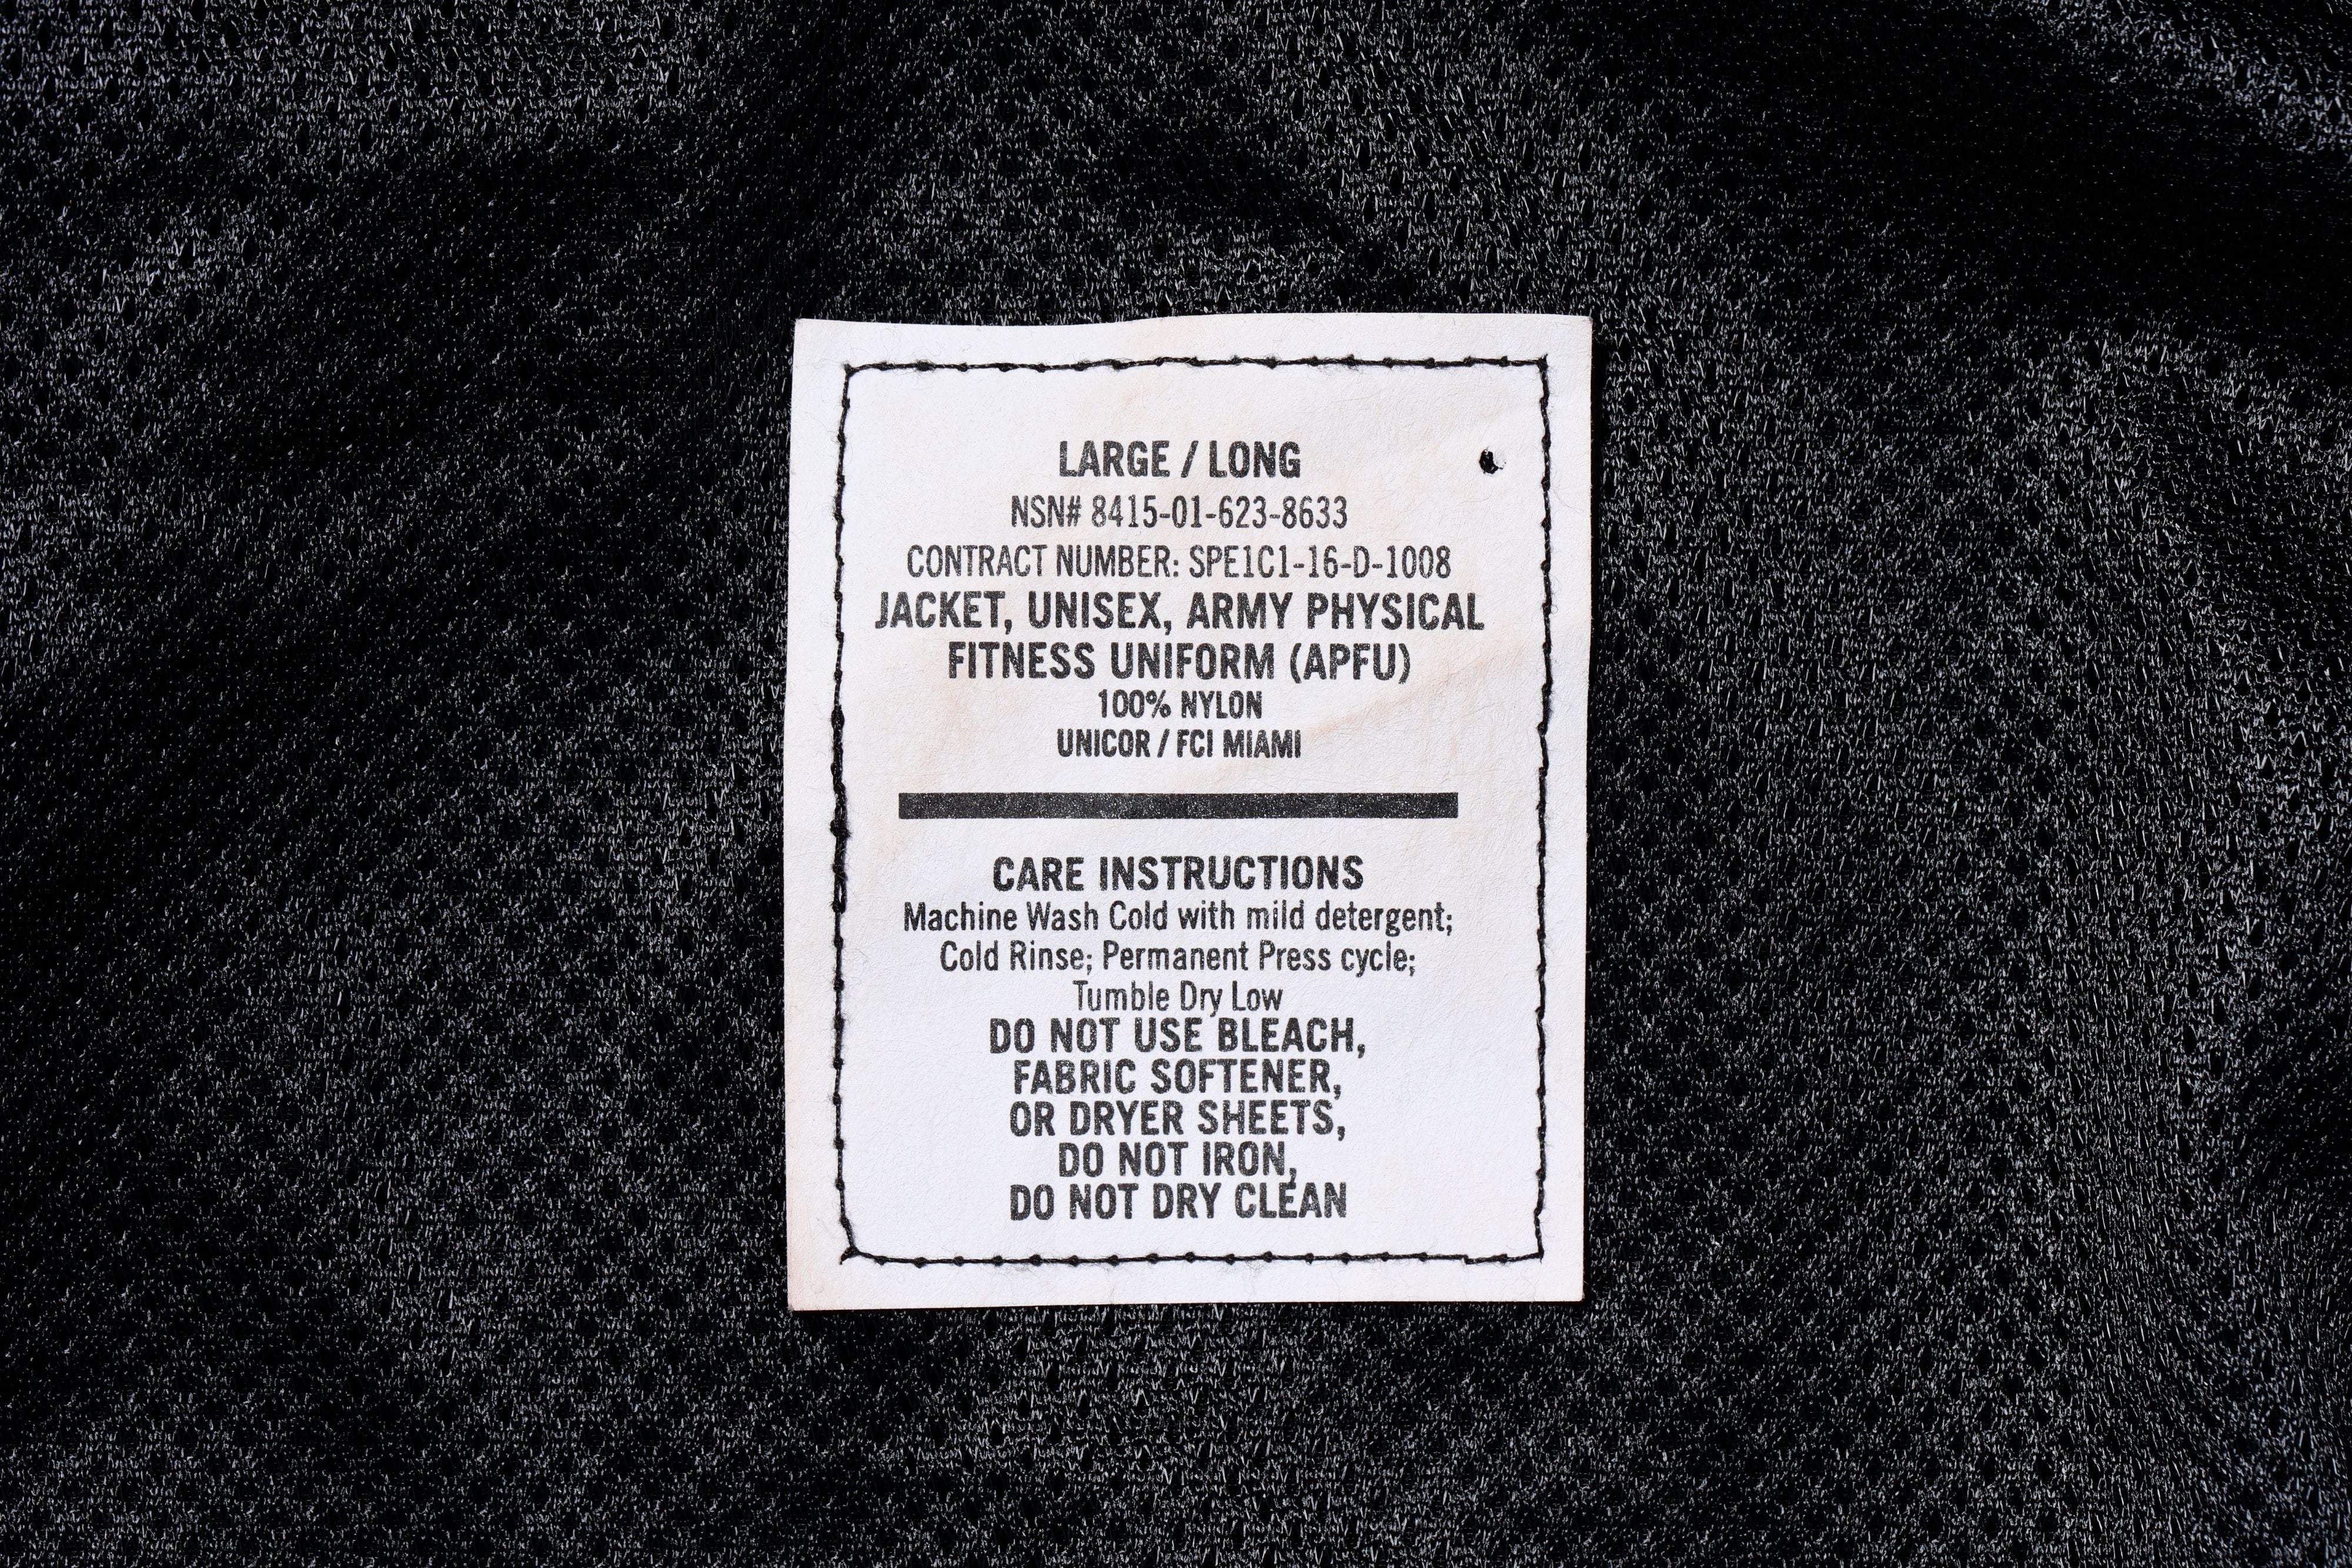 LARGE / LONG
NSN# 8415-01-623-8633
CONTRACT NUMBER: SPE1C1-16-D-1008
JACKET, UNISEX, ARMY PHYSICAL
FITNESS UNIFORM (APFU)
100% NYLON
UNICOR / FCI MIAMI
CARE INSTRUCTIONS
Machine Wash Cold with mild detergent;
Cold Rinse; Permanent Press cycle;
Tumble Dry Low
DO NOT USE BLEACH,
FABRIC SOFTENER,
OR DRYER SHEETS,
DO NOT IRON,
DO NOT DRY CLEAN